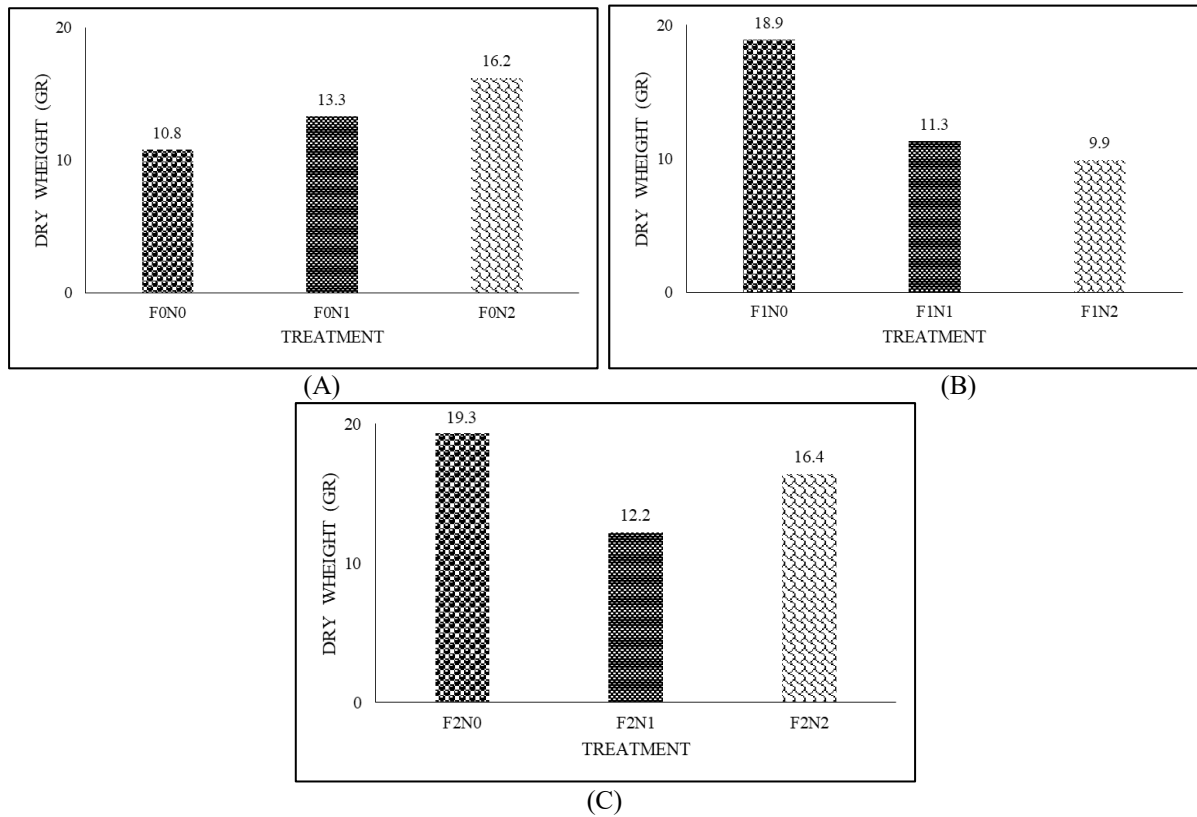 20
10
0
DRY WHEIGHT (GR)
10.8
13.3
16.2
F0N0 F0N1 F0N2
TREATMENT
(A)
20
10
0
DRY WHEIGHT (GR)
18.9
11.3
9.9
F1N0 F1N1 F1N2
TREATMENT
(B)
20
10
0
DRY WHEIGHT (GR)
19.3
12.2
16.4
F2N0 F2N1 F2N2
TREATMENT
(C)